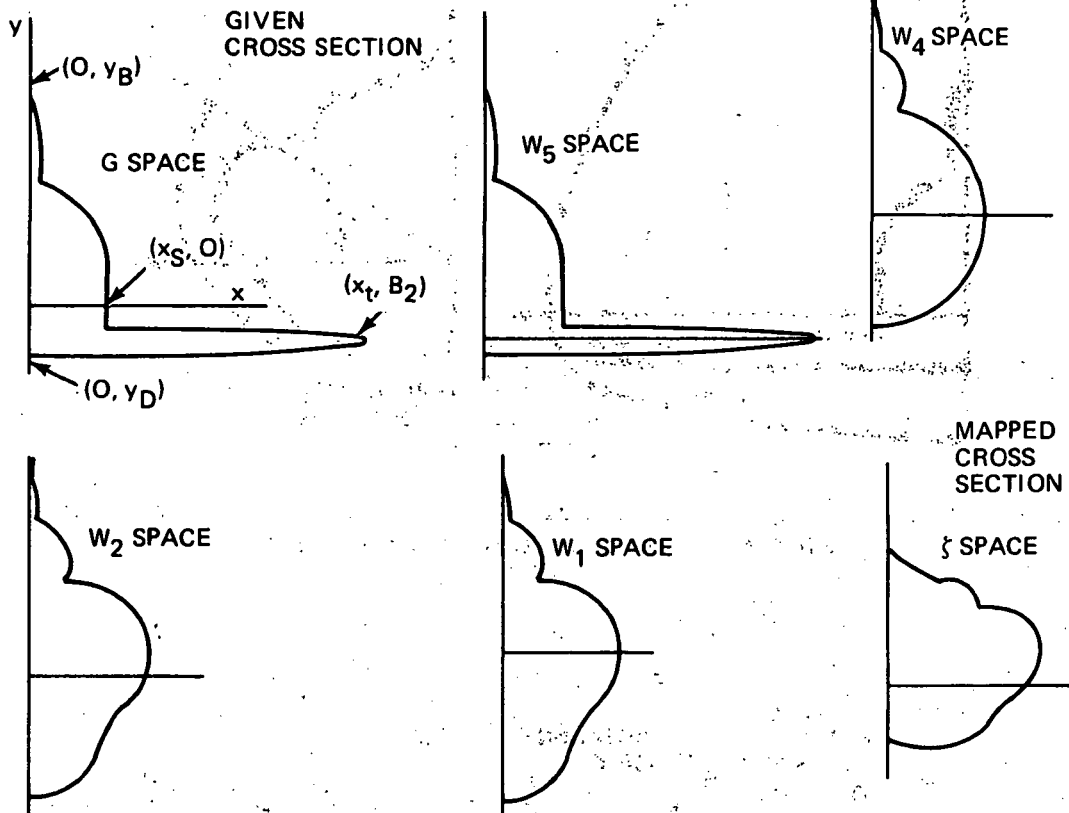 GIVEN
CROSS SECTION
y
(0, y_B)
G SPACE
(x_S, O)
x
(x_t, B_2)
(O, y_D)
W_5 SPACE
W_4 SPACE
W_2 SPACE
W_1 SPACE
MAPPED
CROSS
SECTION
ζ SPACE